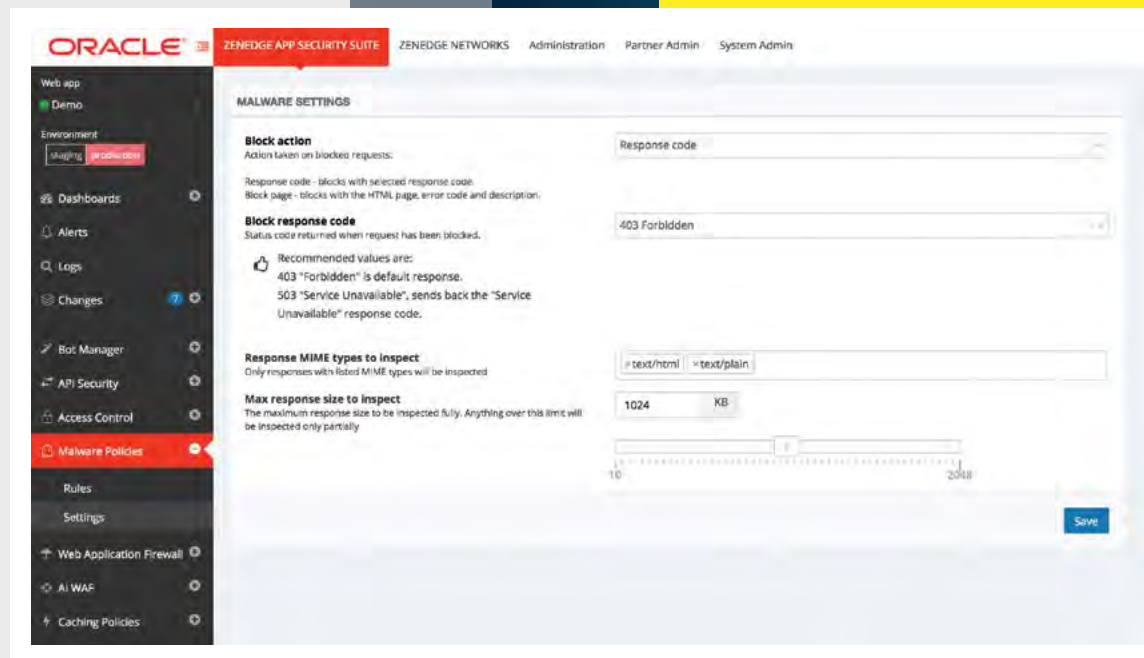 ORACLE
ZENEDGE APP SECURITY SUITE
ZENEDGE NETWORKS
Administration
Partner Admin
System Admin
Web app
Demo
Environment
staging production
Dashboards
Alerts
Logs
Changes 7
Bot Manager
API Security
Access Control
Malware Policies
Rules
Settings
Web Application Firewall
AI WAF
Caching Policies
MALWARE SETTINGS
Block action
Action taken on blocked requests.
Response code
Response code - blocks with selected response code.
Block page - blocks with the HTML page, error code and description.
Block response code
Status code returned when request has been blocked.
403 Forbidden
Recommended values are:
403 "Forbidden" is default response.
503 "Service Unavailable", sends back the "Service
Unavailable" response code.
Response MIME types to inspect
Only responses with listed MIME types will be inspected
×text/html ×text/plain
Max response size to inspect
The maximum response size to be inspected fully. Anything over this limit will
be inspected only partially
1024 KB
10 2048
Save